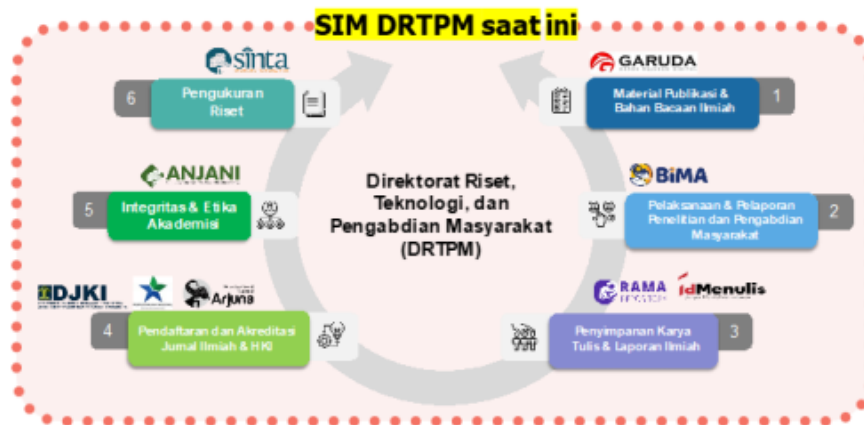 SIM DRTPM saat ini
GARUDA
Material Publikasi &
Bahan Bacaan Ilmiah
1
BiMA
Pelaksanaan & Pelaporan
Penelitian dan Pengabdian
Masyarakat
2
RAMA
REPOSITORY
idMenulis
Penyimpanan Karya
Tulis & Laporan Ilmiah
3
DJKI
Arjuna
4
Pendaftaran dan Akreditasi
Jurnal Ilmiah & HKI
ANJANI
5
Integritas & Etika
Akademisi
sinta
6
Pengukuran
Riset
Direktorat Riset,
Teknologi, dan
Pengabdian Masyarakat
(DRTPM)